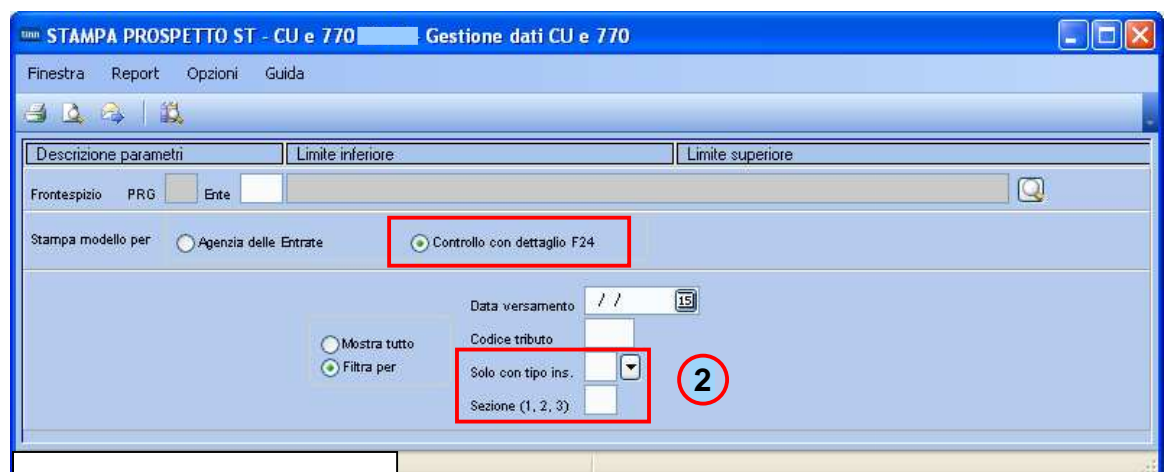 tinn STAMPA PROSPETTO ST - CU e 770 - Gestione dati CU e 770
Finestra Report Opzioni Guida
Descrizione parametri Limite inferiore Limite superiore
Frontespizio PRG Ente
Stampa modello per Agenzia delle Entrate Controllo con dettaglio F24
Data versamento / / 15
Mostra tutto Codice tributo
Filtra per Solo con tipo ins.
Sezione (1, 2, 3)
2